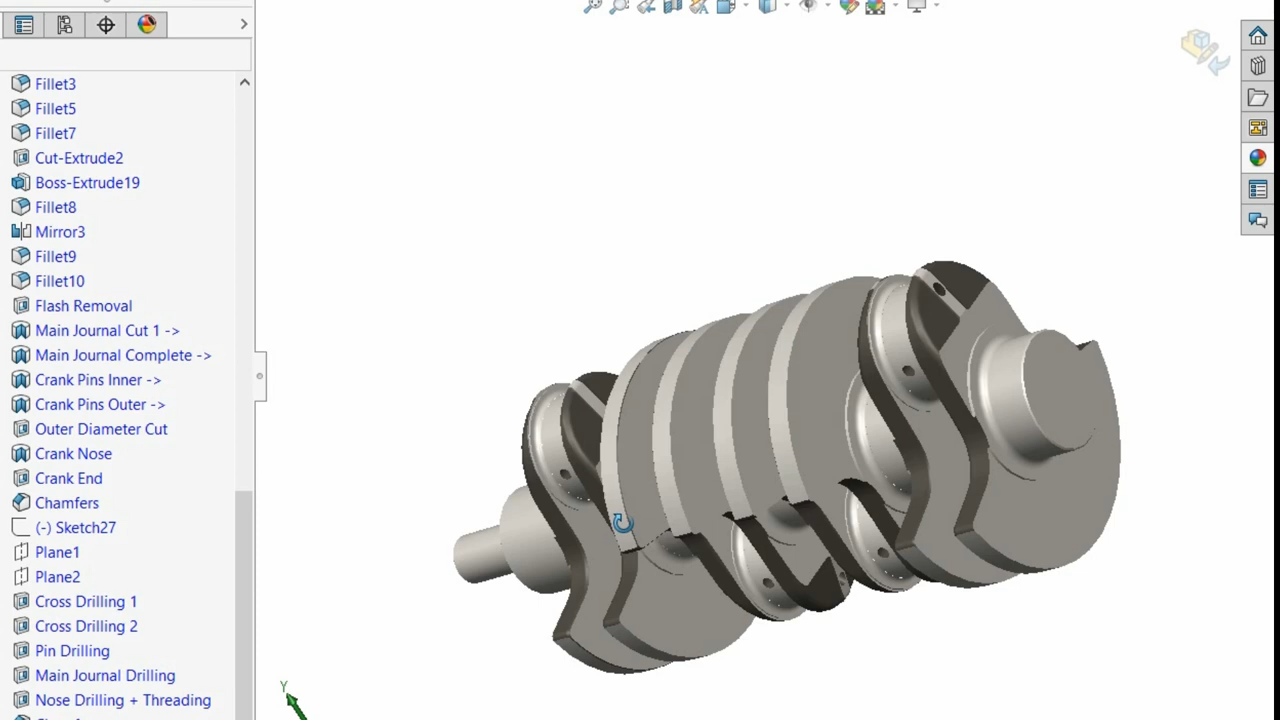 Fillet3
Fillet5
Fillet7
Cut-Extrude2
Boss-Extrude19
Fillet8
Mirror3
Fillet9
Fillet10
Flash Removal
Main Journal Cut 1 ->
Main Journal Complete ->
Crank Pins Inner ->
Crank Pins Outer ->
Outer Diameter Cut
Crank Nose
Crank End
Chamfers
(-) Sketch27
Plane1
Plane2
Cross Drilling 1
Cross Drilling 2
Pin Drilling
Main Journal Drilling
Nose Drilling + Threading
Y